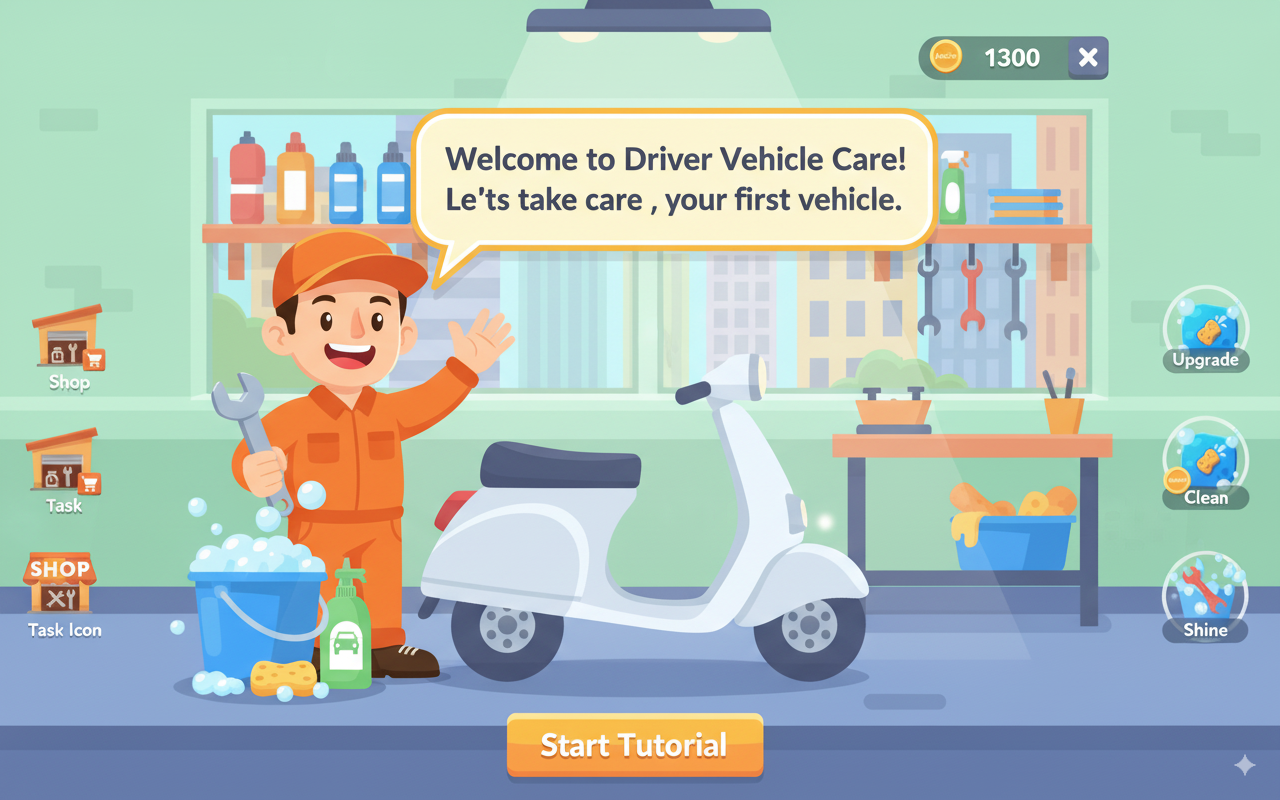 1300
Welcome to Driver Vehicle Care!
Le'ts take care , your first vehicle.
Shop
Task
SHOP
Task Icon
Upgrade
Clean
Shine
Start Tutorial